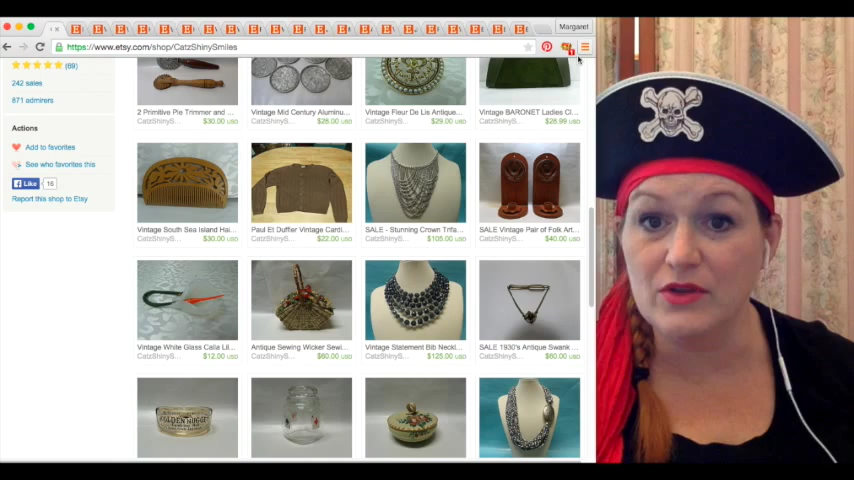 Margaret
https://www.etsy.com/shop/CatzShinySmiles
(89)
242 sales
871 admirers
Actions
Add to favorites
See who favorites this
Like 16
Report this shop to Etsy
2 Primitive Pie Trimmer and ...
CatzShinyS... $30.00 USD
Vintage Mid Century Aluminu...
CatzShinyS... $28.00 USD
Vintage Fleur De Lis Antique...
CatzShinyS... $29.00 USD
Vintage BARONET Ladies Cl...
CatzShinyS... $28.99 USD
Vintage South Sea Island Hai...
CatzShinyS... $30.00 USD
Paul Et Duffier Vintage Cardi...
CatzShinyS... $22.00 USD
SALE - Stunning Crown Trifa...
CatzShinyS... $105.00 USD
SALE Vintage Pair of Folk Art...
CatzShinyS... $40.00 USD
Vintage White Glass Calla Lil...
CatzShinyS... $12.00 USD
Antique Sewing Wicker Sewi...
CatzShinyS... $60.00 USD
Vintage Statement Bib Neckl...
CatzShinyS... $125.00 USD
SALE 1930's Antique Swank ...
CatzShinyS... $60.00 USD
GOLDEN NUGGET